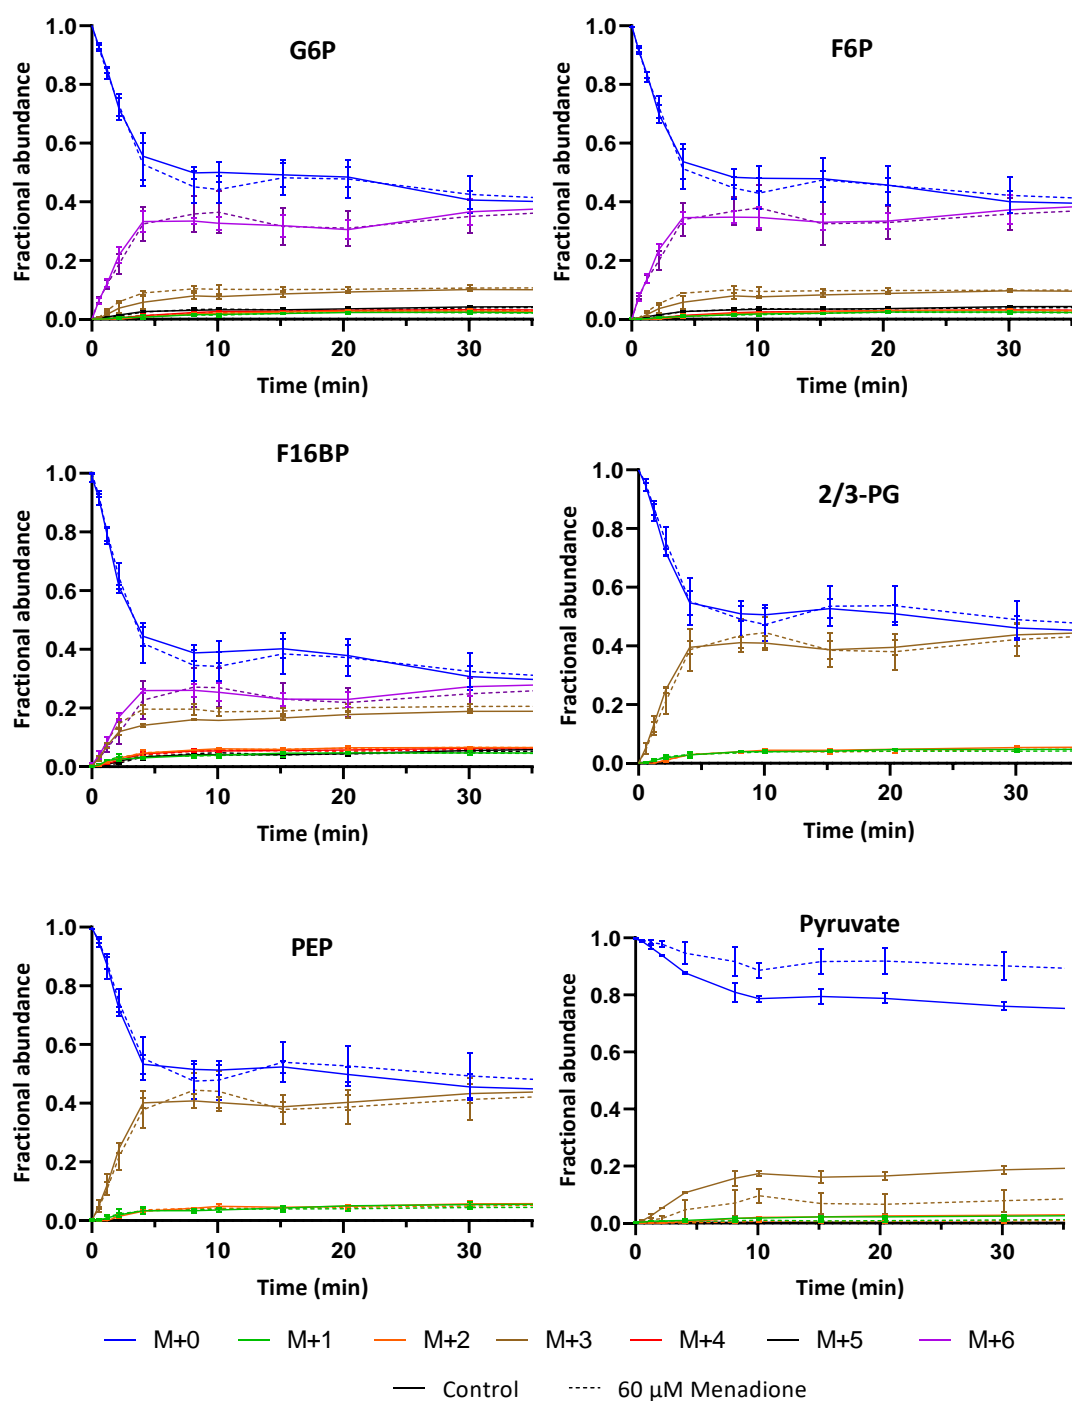 G6P
Fractional abundance
1.0
0.8
0.6
0.4
0.2
0.0
0 10 20 30
Time (min)
F6P
Fractional abundance
1.0
0.8
0.6
0.4
0.2
0.0
0 10 20 30
Time (min)
F16BP
Fractional abundance
1.0
0.8
0.6
0.4
0.2
0.0
0 10 20 30
Time (min)
2/3-PG
Fractional abundance
1.0
0.8
0.6
0.4
0.2
0.0
0 10 20 30
Time (min)
PEP
Fractional abundance
1.0
0.8
0.6
0.4
0.2
0.0
0 10 20 30
Time (min)
Pyruvate
Fractional abundance
1.0
0.8
0.6
0.4
0.2
0.0
0 10 20 30
Time (min)
M+0 M+1 M+2 M+3 M+4 M+5 M+6
Control 60 µM Menadione